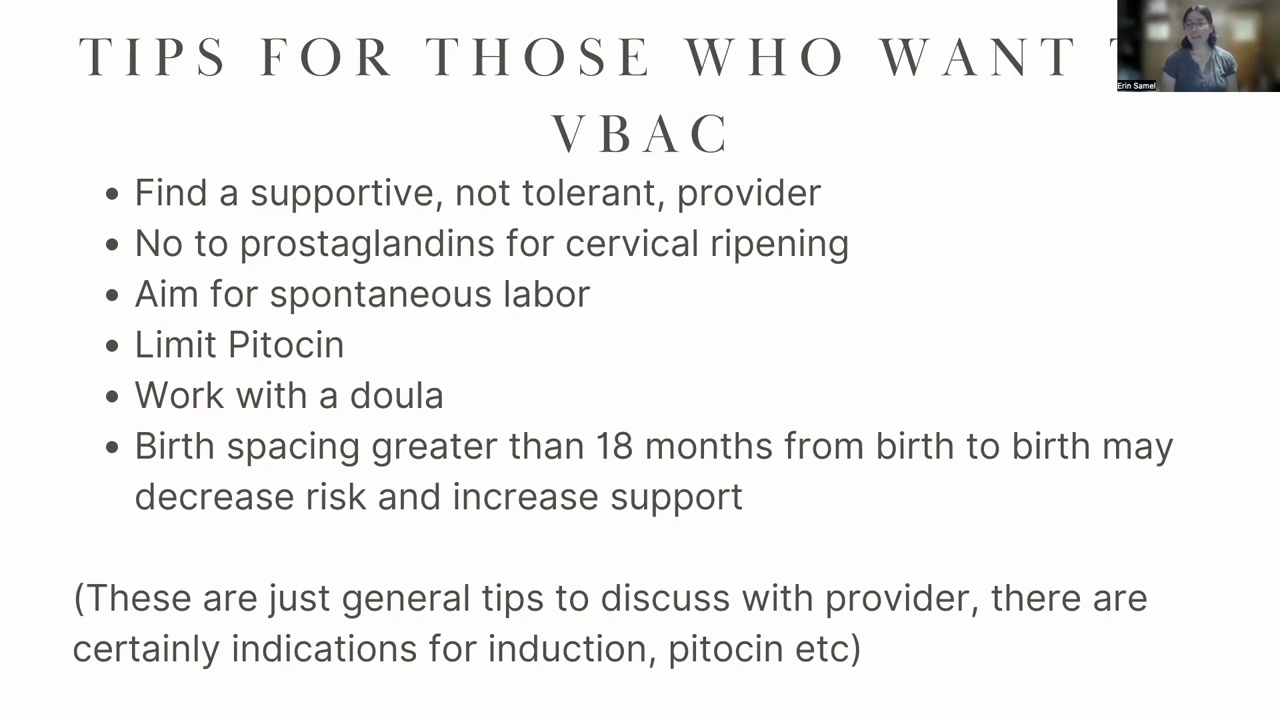 TIPS FOR THOSE WHO WANT
Erin Samel
VBAC
• Find a supportive, not tolerant, provider
• No to prostaglandins for cervical ripening
• Aim for spontaneous labor
• Limit Pitocin
• Work with a doula
• Birth spacing greater than 18 months from birth to birth may
decrease risk and increase support
(These are just general tips to discuss with provider, there are
certainly indications for induction, pitocin etc)